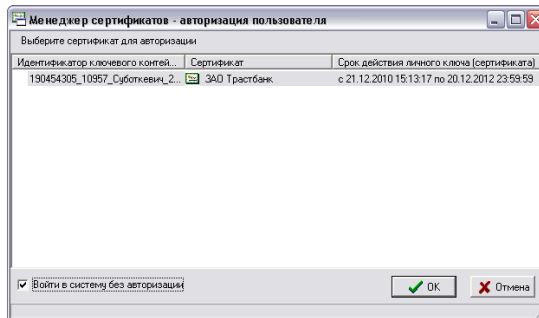 Менеджер сертификатов - авторизация пользователя
Выберите сертификат для авторизации
Идентификатор ключевого контей... Сертификат Срок действия личного ключа (сертификата)
190454305_10957_Суботкевич_2... ЗАО Трастбанк с 21.12.2010 15:13:17 по 20.12.2012 23:59:59
Войти в систему без авторизации OK Отмена